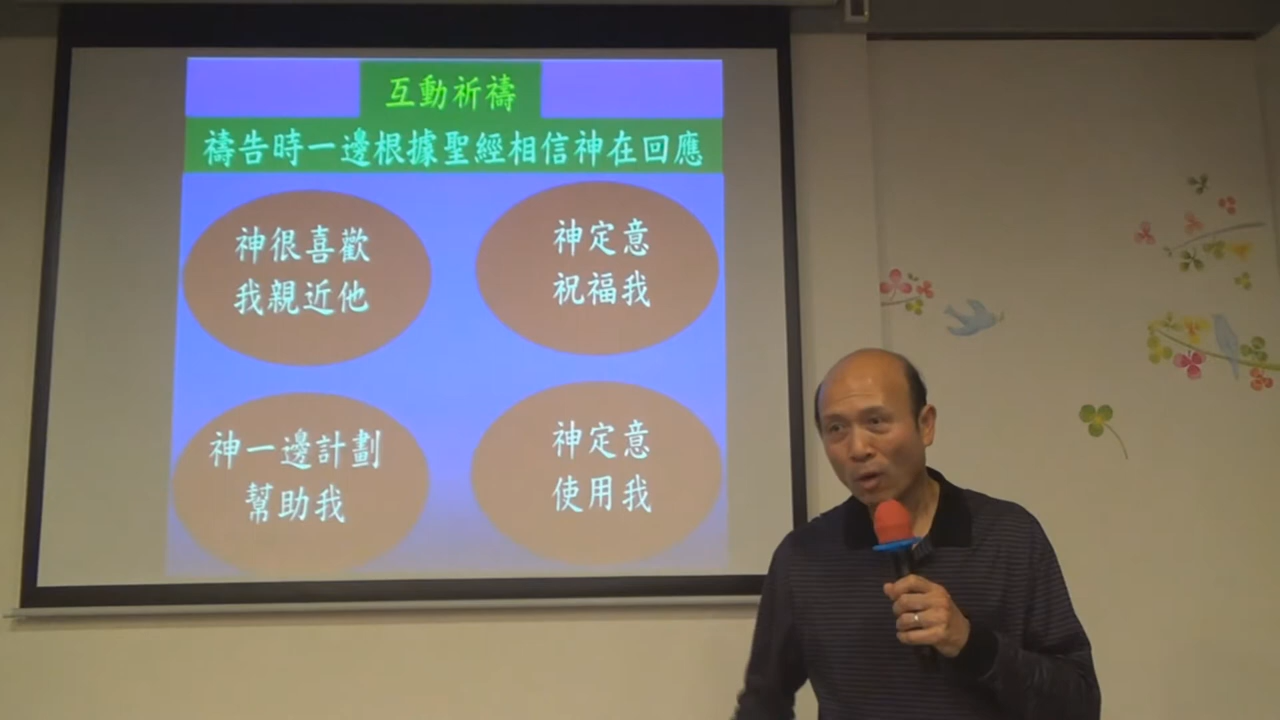 互動祈禱
禱告時一邊根據聖經相信神在回應
神很喜歡
我親近他
神定意
祝福我
神一邊計劃
幫助我
神定意
使用我